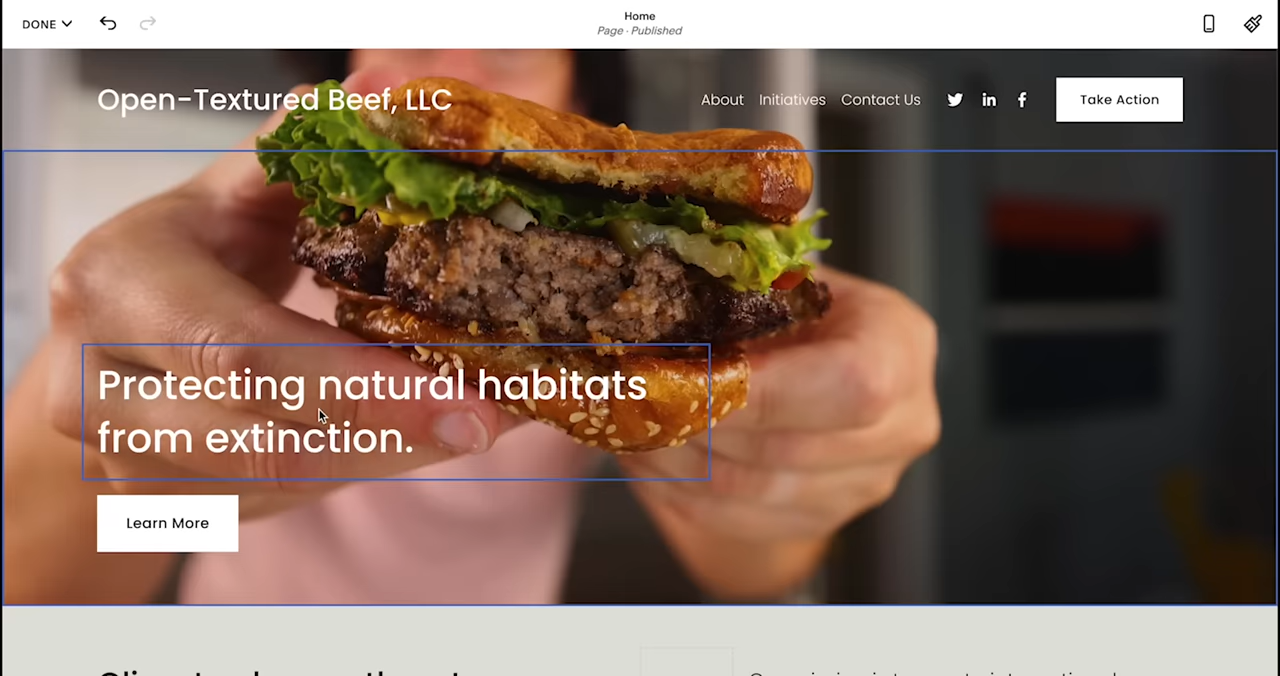 DONE
Home
Page · Published
Open-Textured Beef, LLC
About Initiatives Contact Us
Take Action
Protecting natural habitats
from extinction.
Learn More